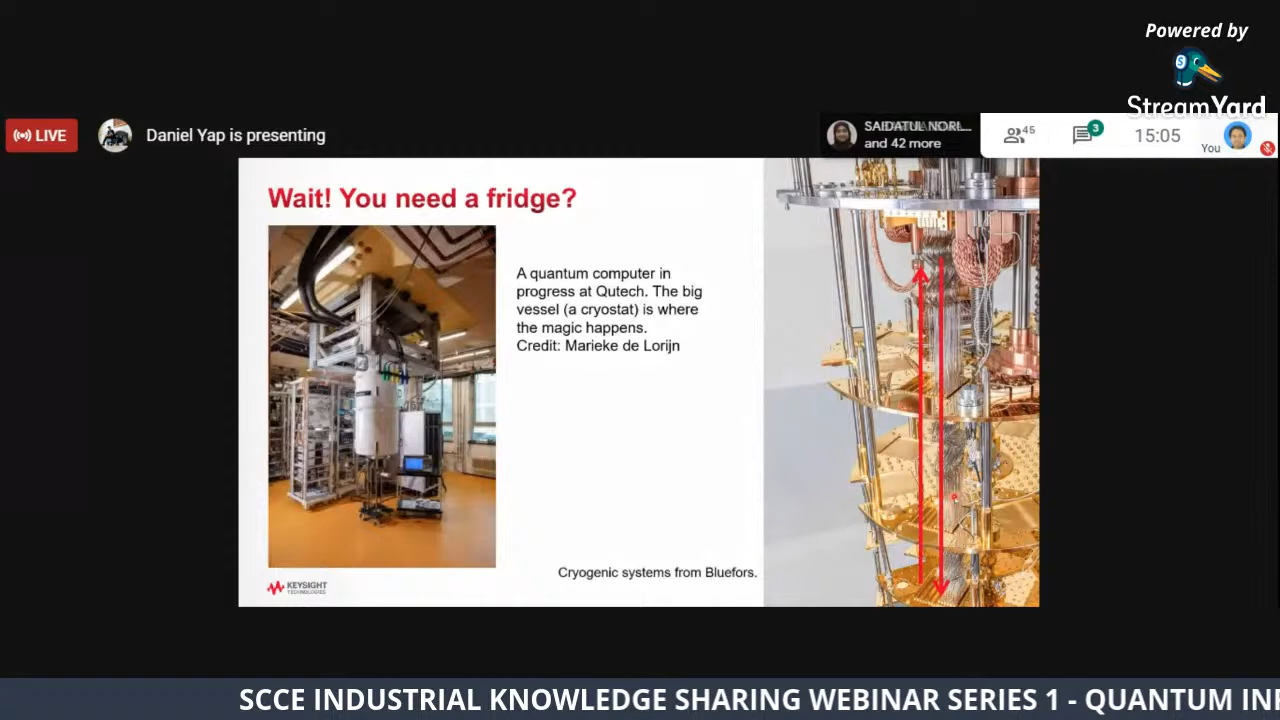 Powered by
StreamYard
LIVE
Daniel Yap is presenting
SAIDATUL NORL...
and 42 more
45
3
15:05
You
Wait! You need a fridge?
A quantum computer in
progress at Qutech. The big
vessel (a cryostat) is where
the magic happens.
Credit: Marieke de Lorijn
Cryogenic systems from Bluefors.
KEYSIGHT
TECHNOLOGIES
SCCE INDUSTRIAL KNOWLEDGE SHARING WEBINAR SERIES 1 - QUANTUM INF